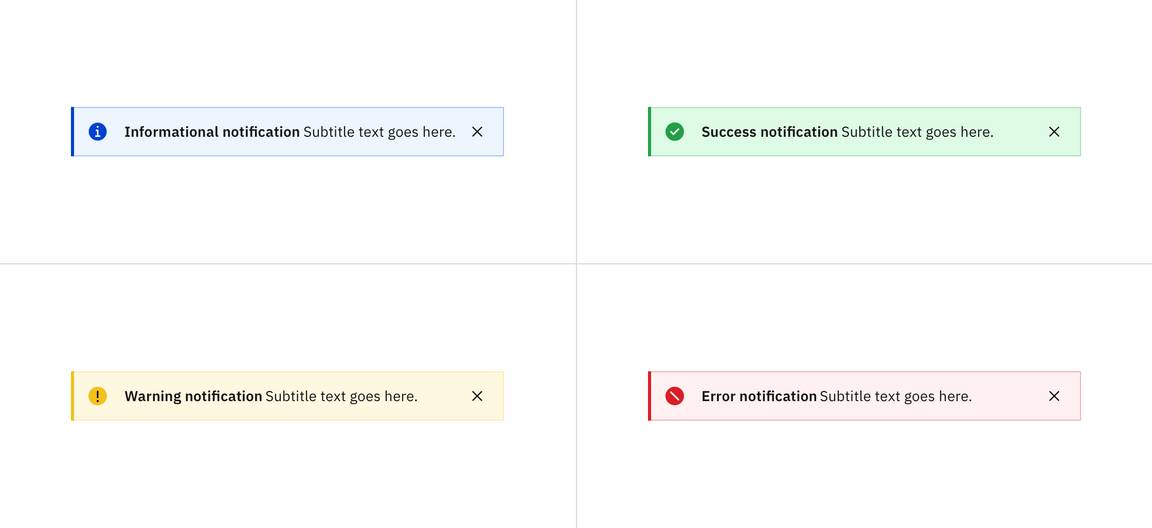 Informational notification Subtitle text goes here.
Success notification Subtitle text goes here.
Warning notification Subtitle text goes here.
Error notification Subtitle text goes here.